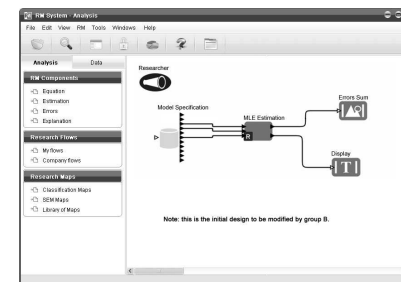 RM System - Analysis
File Edit View RM Tools Windows Help
Analysis Data
RM Components
Equation
Estimation
Errors
Explanation
Research Flows
My flows
Company flows
Research Maps
Classification Maps
SEM Maps
Library of Maps
Researcher
Model Specification
MLE Estimation
R
Errors Sum
Display
T
Note: this is the initial design to be modified by group B.